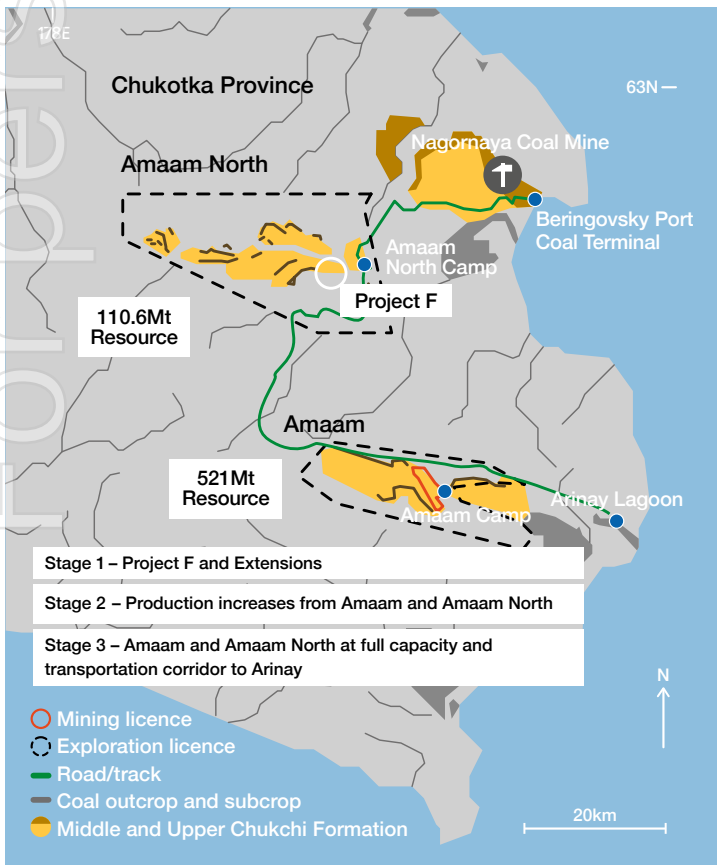 178E
Chukotka Province
63N
Nagornaya Coal Mine
Amaam North
Beringovsky Port
Coal Terminal
Amaam
North Camp
Project F
110.6Mt
Resource
Amaam
521Mt
Resource
Arinay Lagoon
Amaam Camp
Stage 1 – Project F and Extensions
Stage 2 – Production increases from Amaam and Amaam North
Stage 3 – Amaam and Amaam North at full capacity and
transportation corridor to Arinay
N
Mining licence
Exploration licence
Road/track
Coal outcrop and subcrop
Middle and Upper Chukchi Formation
20km
For pers